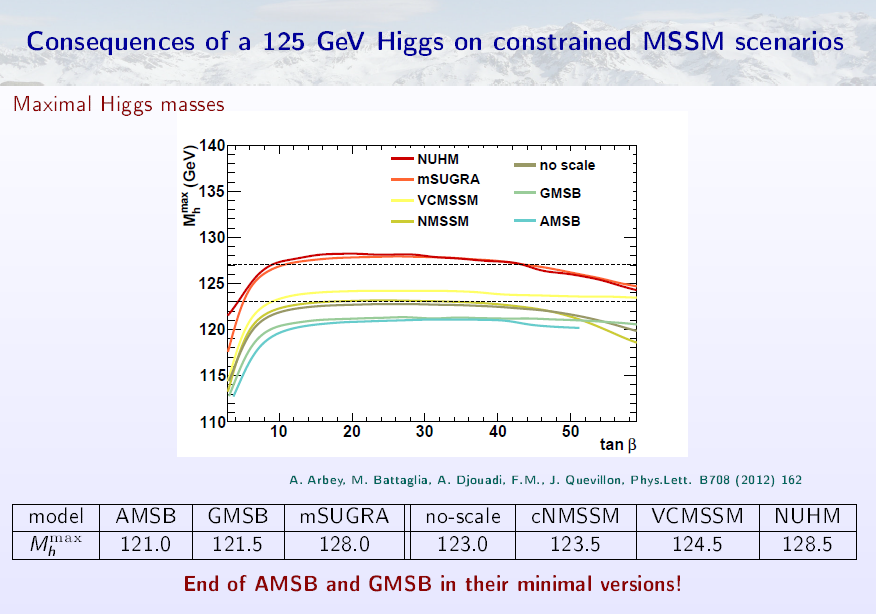 Consequences of a 125 GeV Higgs on constrained MSSM scenarios
Maximal Higgs masses
M_h^max (GeV)
140
135
130
125
120
115
110
NUHM
mSUGRA
VCMSSM
NMSSM
no scale
GMSB
AMSB
10 20 30 40 50
tan β
A. Arbey, M. Battaglia, A. Djouadi, F.M., J. Quevillon, Phys.Lett. B708 (2012) 162
model AMSB GMSB mSUGRA no-scale cNMSSM VCMSSM NUHM
M_h^max 121.0 121.5 128.0 123.0 123.5 124.5 128.5
End of AMSB and GMSB in their minimal versions!